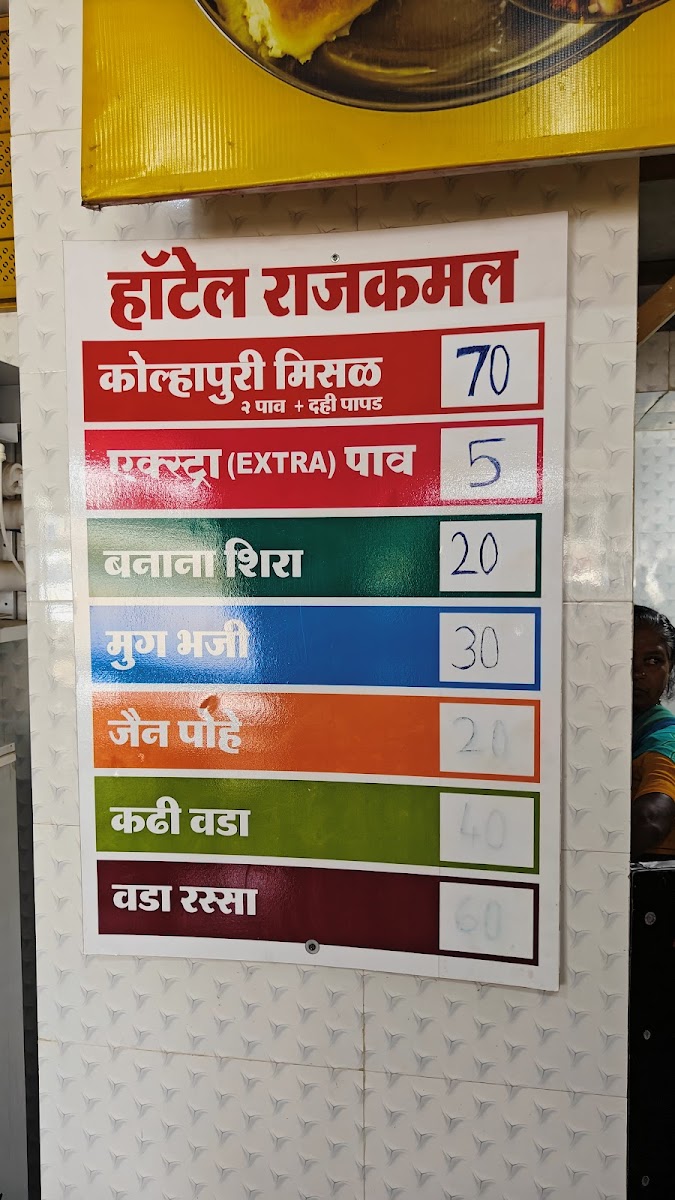 हॉटेल राजकमल
कोल्हापुरी मिसळ 70
२ पाव + दही पापड
एक्स्ट्रा (EXTRA) पाव 5
बनाना शिरा 20
मुग भजी 30
जैन पोहे 20
कढी वडा 40
वडा रस्सा 60